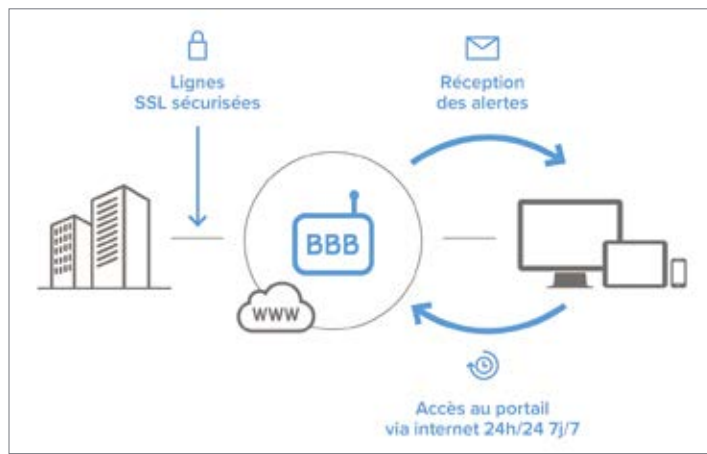 Lignes
SSL sécurisées
Réception
des alertes
BBB
www
Accès au portail
via internet 24h/24 7j/7